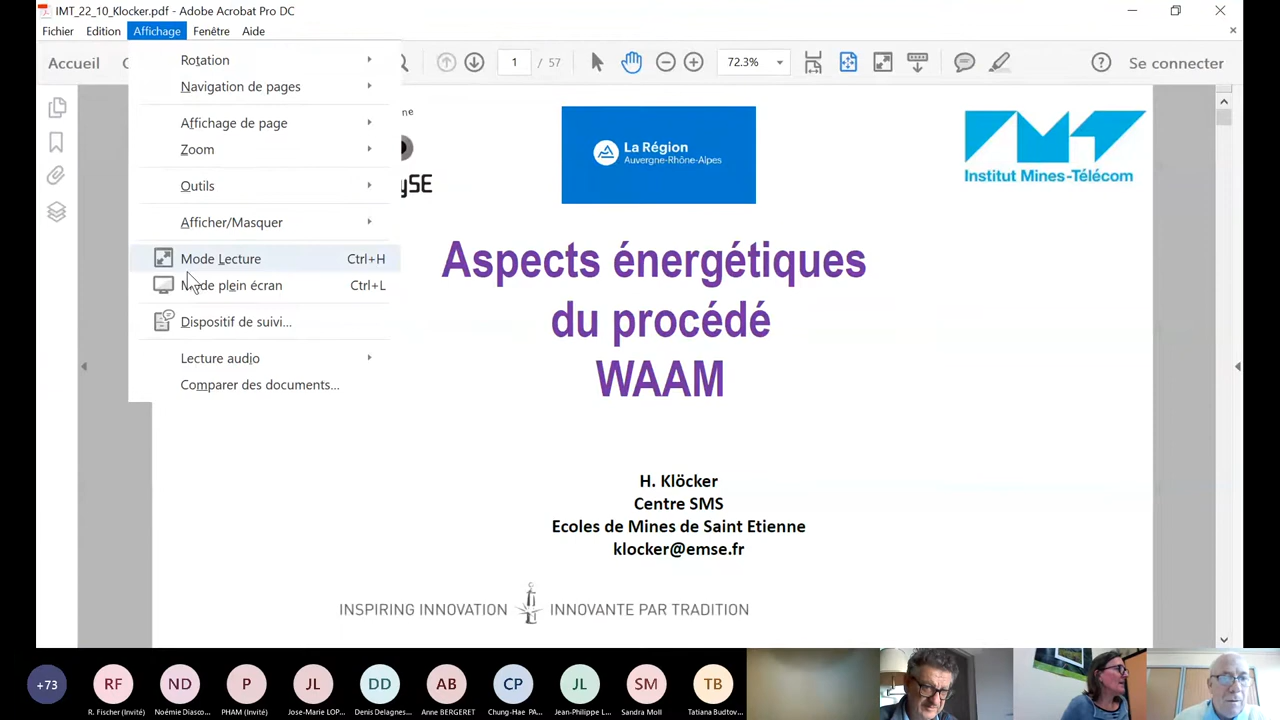 IMT_22_10_Klocker.pdf - Adobe Acrobat Pro DC
Fichier Edition Affichage Fenêtre Aide
Accueil
1 / 57
72.3%
Se connecter
Rotation
Navigation de pages
Affichage de page
Zoom
Outils
Afficher/Masquer
Mode Lecture Ctrl+H
Mode plein écran Ctrl+L
Dispositif de suivi...
Lecture audio
Comparer des documents...
La Région
Auvergne-Rhône-Alpes
Institut Mines-Télécom
Aspects énergétiques
du procédé
WAAM
H. Klöcker
Centre SMS
Ecoles de Mines de Saint Etienne
klocker@emse.fr
INSPIRING INNOVATION INNOVANTE PAR TRADITION
+73 RF ND P JL DD AB CP JL SM TB
R. Fischer (Invité) Noémie Diasco... PHAM (Invité) Jose-Marie LOP... Denis Delagnes... Anne BERGERET Chung-Hae PA... Jean-Philippe L... Sandra Moll Tatiana Budtov...